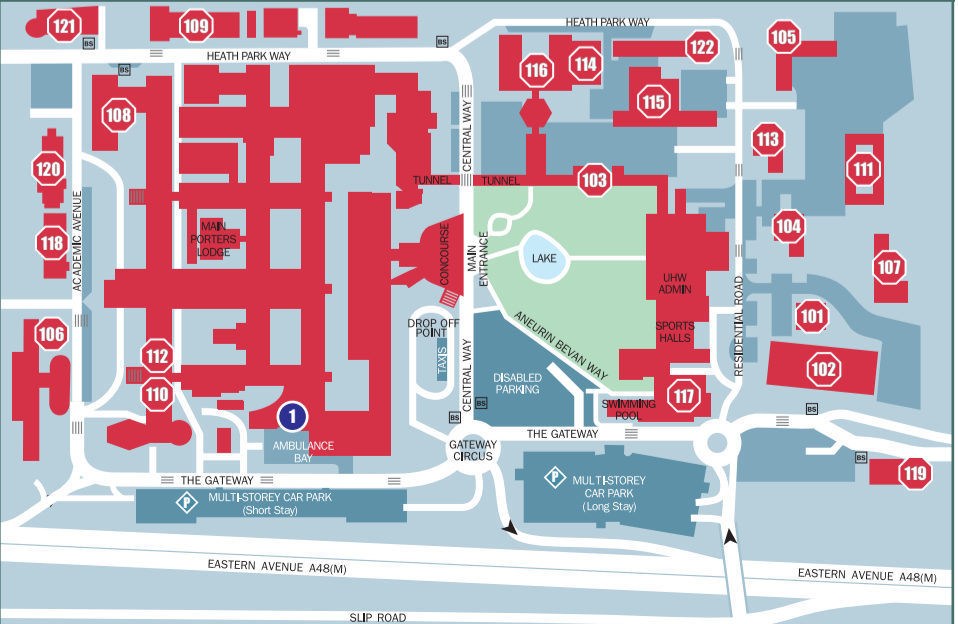 HEATH PARK WAY
121
109
105
122
BS
BS
HEATH PARK WAY
BS
116
114
115
108
CENTRAL WAY
113
111
120
TUNNEL
TUNNEL
103
ACADEMIC AVENUE
118
MAIN
PORTERS
LODGE
CONCOURSE
MAIN
ENTRANCE
LAKE
104
107
UHW
ADMIN
RESIDENTIAL ROAD
106
DROP OFF
POINT
TAXIS
ANEURIN BEVAN WAY
SPORTS
HALLS
101
112
CENTRAL WAY
DISABLED
PARKING
102
110
1
BS
BS
SWIMMING
POOL
117
BS
AMBULANCE
BAY
GATEWAY
CIRCUS
THE GATEWAY
BS
119
THE GATEWAY
P
MULTI-STOREY CAR PARK
(Short Stay)
P
MULTI-STOREY
CAR PARK
(Long Stay)
EASTERN AVENUE A48(M)
EASTERN AVENUE A48(M)
SLIP ROAD